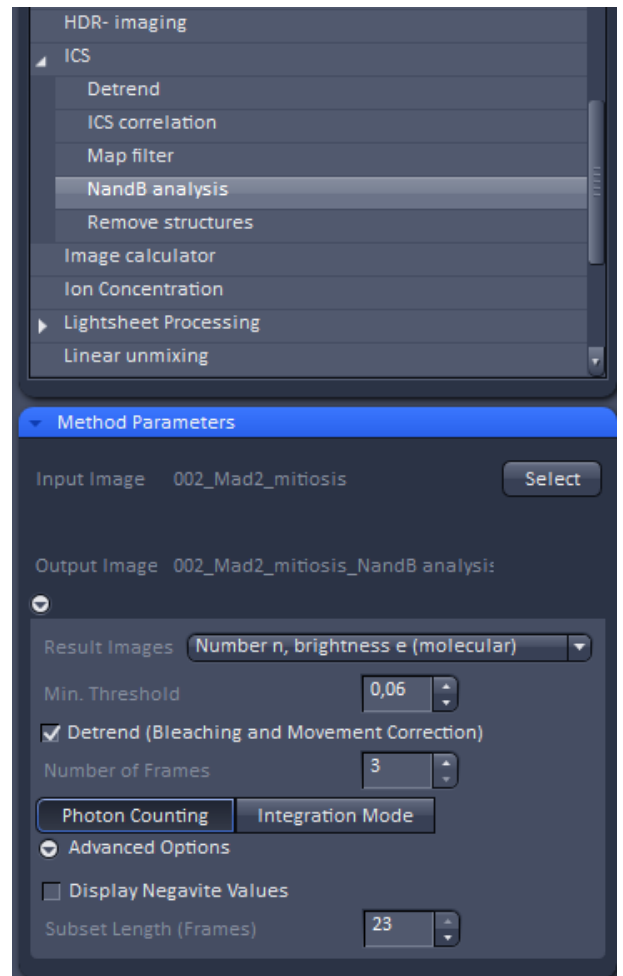 HDR- imaging
ICS
Detrend
ICS correlation
Map filter
NandB analysis
Remove structures
Image calculator
Ion Concentration
Lightsheet Processing
Linear unmixing
Method Parameters
Input Image 002_Mad2_mitiosis Select
Output Image 002_Mad2_mitiosis_NandB analysis
Result Images Number n, brightness e (molecular)
Min. Threshold 0,06
Detrend (Bleaching and Movement Correction)
Number of Frames 3
Photon Counting Integration Mode
Advanced Options
Display Negavite Values
Subset Length (Frames) 23